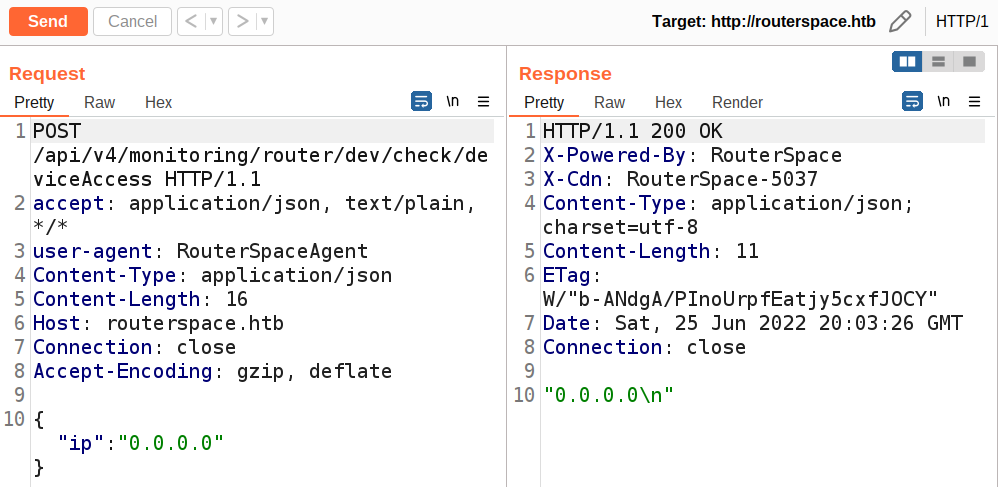 Send Cancel < > Target: http://routerspace.htb HTTP/1
Request
Pretty Raw Hex \n
1 POST
/api/v4/monitoring/router/dev/check/de
viceAccess HTTP/1.1
2 accept: application/json, text/plain,
*/*
3 user-agent: RouterSpaceAgent
4 Content-Type: application/json
5 Content-Length: 16
6 Host: routerspace.htb
7 Connection: close
8 Accept-Encoding: gzip, deflate
9
10 {
"ip":"0.0.0.0"
}
Response
Pretty Raw Hex Render \n
1 HTTP/1.1 200 OK
2 X-Powered-By: RouterSpace
3 X-Cdn: RouterSpace-5037
4 Content-Type: application/json;
charset=utf-8
5 Content-Length: 11
6 ETag:
W/"b-ANdgA/PInoUrpfEatjy5cxfJOCY"
7 Date: Sat, 25 Jun 2022 20:03:26 GMT
8 Connection: close
9
10 "0.0.0.0\n"